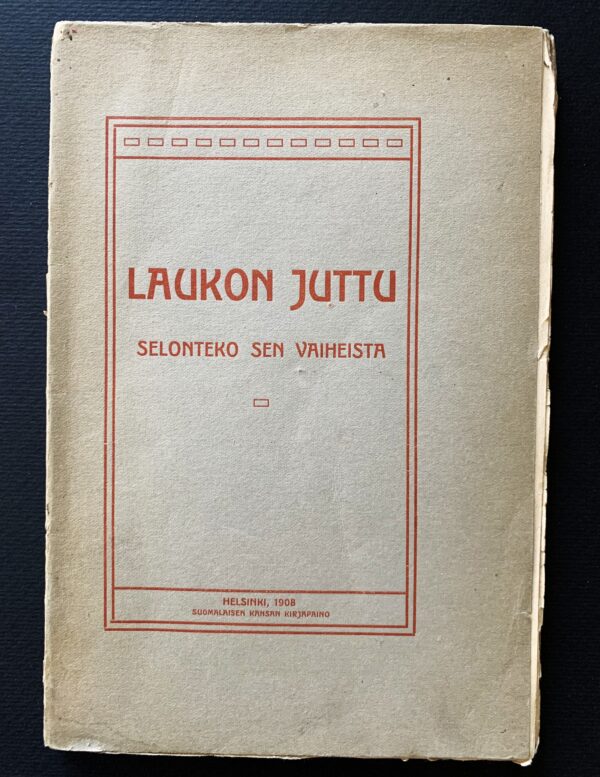 LAUKON JUTTU
SELONTEKO SEN VAIHEISTA
HELSINKI, 1908
SUOMALAISEN KANSAN KIRJAPAINO